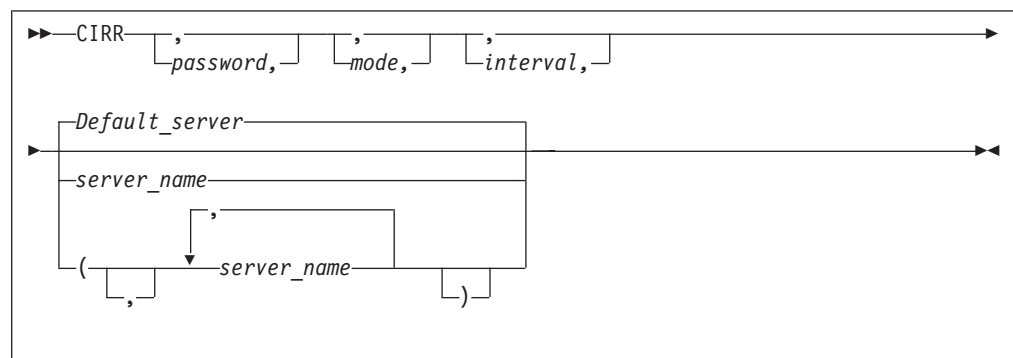 CIRR , , ,
password, mode, interval,
Default_server
server_name
,
( server_name
, )